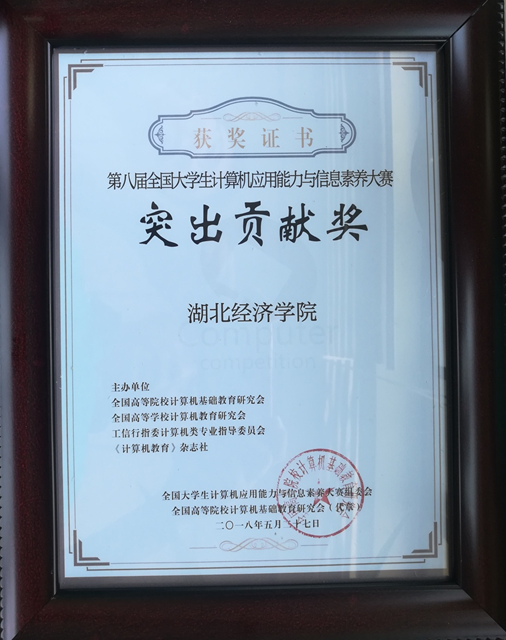 获奖证书
第八届全国大学生计算机应用能力与信息素养大赛
突出贡献奖
湖北经济学院
Computer
competition
主办单位
全国高等院校计算机基础教育研究会
全国高等学校计算机教育研究会
工信行指委计算机类专业指导委员会
《计算机教育》杂志社
全国大学生计算机应用能力与信息素养大赛组委会
全国高等院校计算机基础教育研究会（代章）
二〇一八年五月二十七日